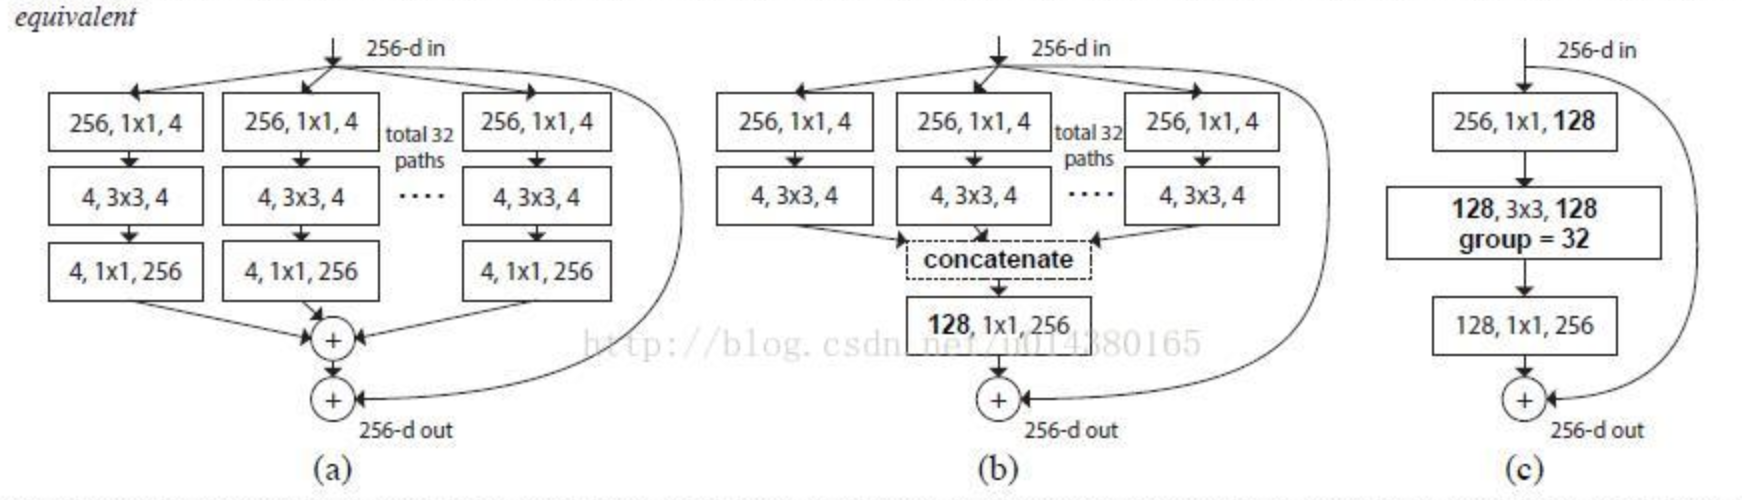 equivalent
256-d in
256, 1x1, 4
256, 1x1, 4
total 32
paths
256, 1x1, 4
4, 3x3, 4
4, 3x3, 4
....
4, 3x3, 4
4, 1x1, 256
4, 1x1, 256
4, 1x1, 256
+
+
256-d out
(a)
256-d in
256, 1x1, 4
256, 1x1, 4
total 32
paths
256, 1x1, 4
4, 3x3, 4
4, 3x3, 4
....
4, 3x3, 4
concatenate
128, 1x1, 256
+
256-d out
(b)
256-d in
256, 1x1, 128
128, 3x3, 128
group = 32
128, 1x1, 256
+
256-d out
(c)
http://blog.csdn.net/u014380165